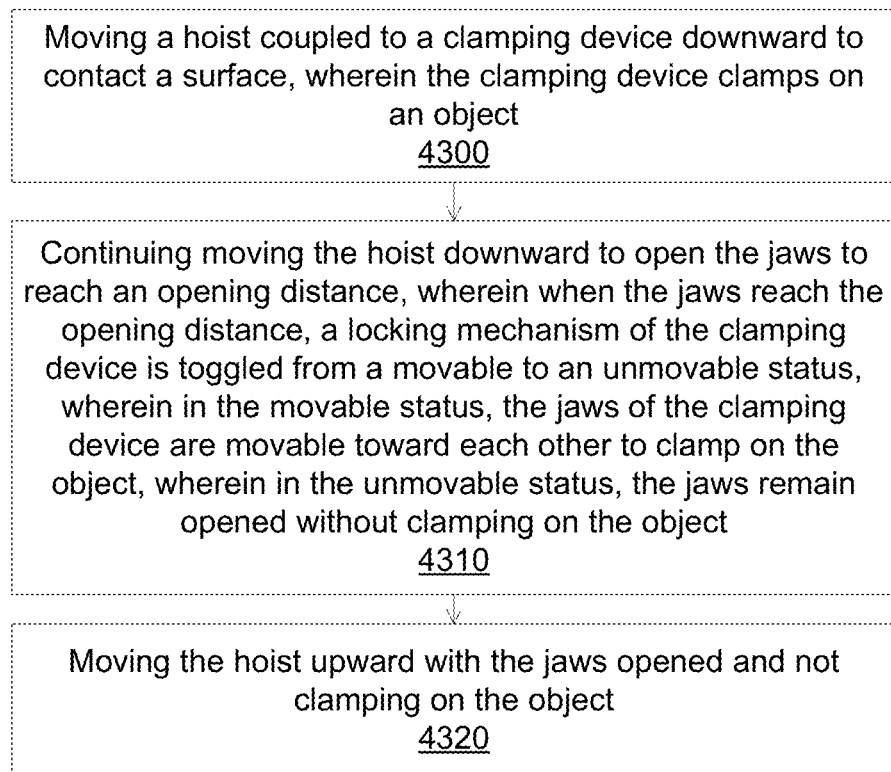 Moving a hoist coupled to a clamping device downward to
contact a surface, wherein the clamping device clamps on
an object
4300
Continuing moving the hoist downward to open the jaws to
reach an opening distance, wherein when the jaws reach the
opening distance, a locking mechanism of the clamping
device is toggled from a movable to an unmovable status,
wherein in the movable status, the jaws of the clamping
device are movable toward each other to clamp on the
object, wherein in the unmovable status, the jaws remain
opened without clamping on the object
4310
Moving the hoist upward with the jaws opened and not
clamping on the object
4320